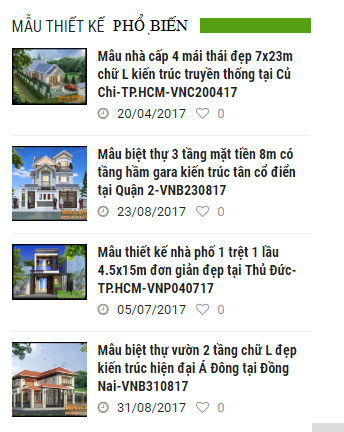 MẪU THIẾT KẾ PHỔ BIẾN
Mẫu nhà cấp 4 mái thái đẹp 7x23m
chữ L kiến trúc truyền thống tại Củ
Chi-TP.HCM-VNC200417
20/04/2017 0
Mẫu biệt thự 3 tầng mặt tiền 8m có
tầng hầm gara kiến trúc tân cổ điển
tại Quận 2-VNB230817
23/08/2017 0
Mẫu thiết kế nhà phố 1 trệt 1 lầu
4.5x15m đơn giản đẹp tại Thủ Đức-
TP.HCM-VNP040717
05/07/2017 0
Mẫu biệt thự vườn 2 tầng chữ L đẹp
kiến trúc hiện đại Á Đông tại Đồng
Nai-VNB310817
31/08/2017 0